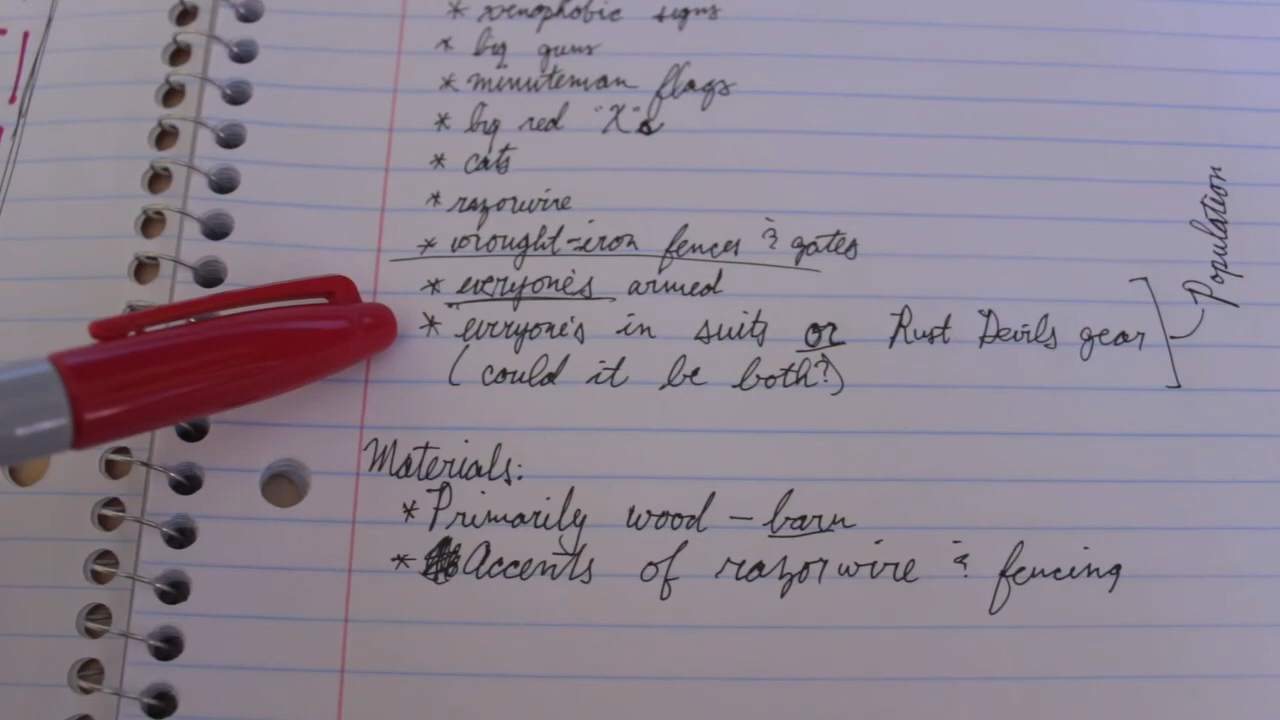 * xenophobic signs
* big guns
* minuteman flags
* big red "X"s
* cats
* razorwire
* wrought-iron fences & gates
* everyone's armed
* everyone's in suits or Rust Devils gear
(could it be both?)
Population
Materials:
* Primarily wood – barn
* Accents of razorwire & fencing